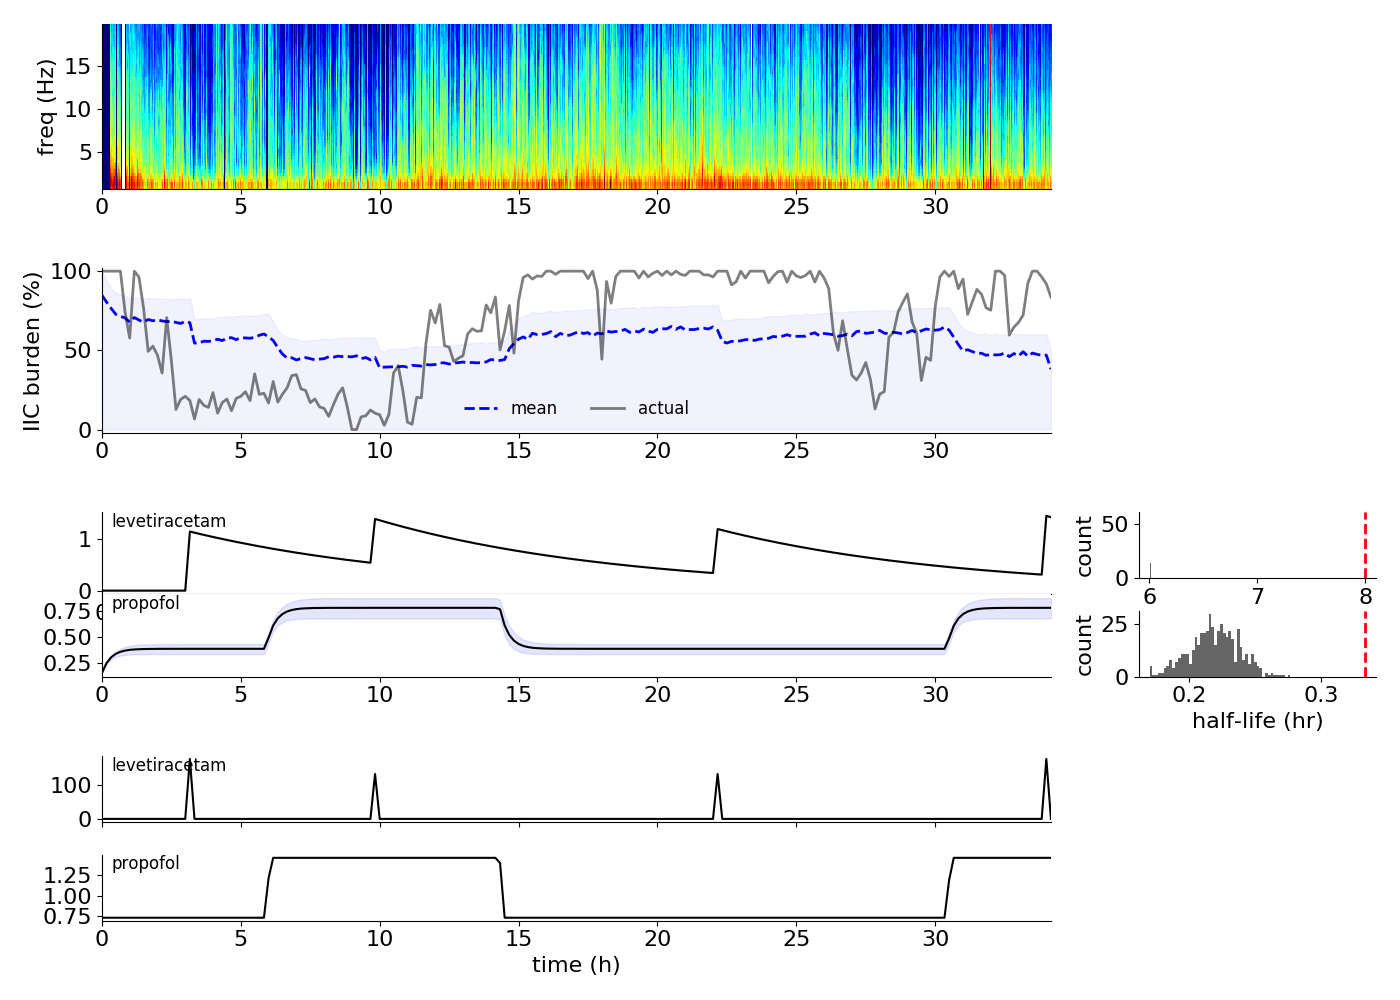 freq (Hz)
15
10
5
0 5 10 15 20 25 30
IIC burden (%)
100
50
0
mean actual
0 5 10 15 20 25 30
levetiracetam
1
0
count
50
0
6 7 8
propofol
0.75
0.50
0.25
0 5 10 15 20 25 30
count
25
0
0.2 0.3
half-life (hr)
levetiracetam
100
0
propofol
1.25
1.00
0.75
0 5 10 15 20 25 30
time (h)